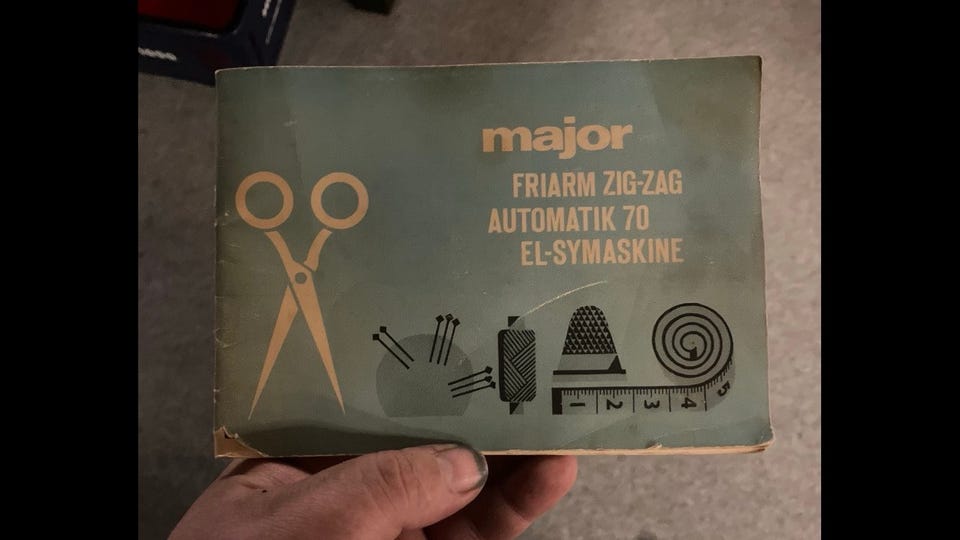 major
FRIARM ZIG-ZAG
AUTOMATIK 70
EL-SYMASKINE
1 2 3 4 5